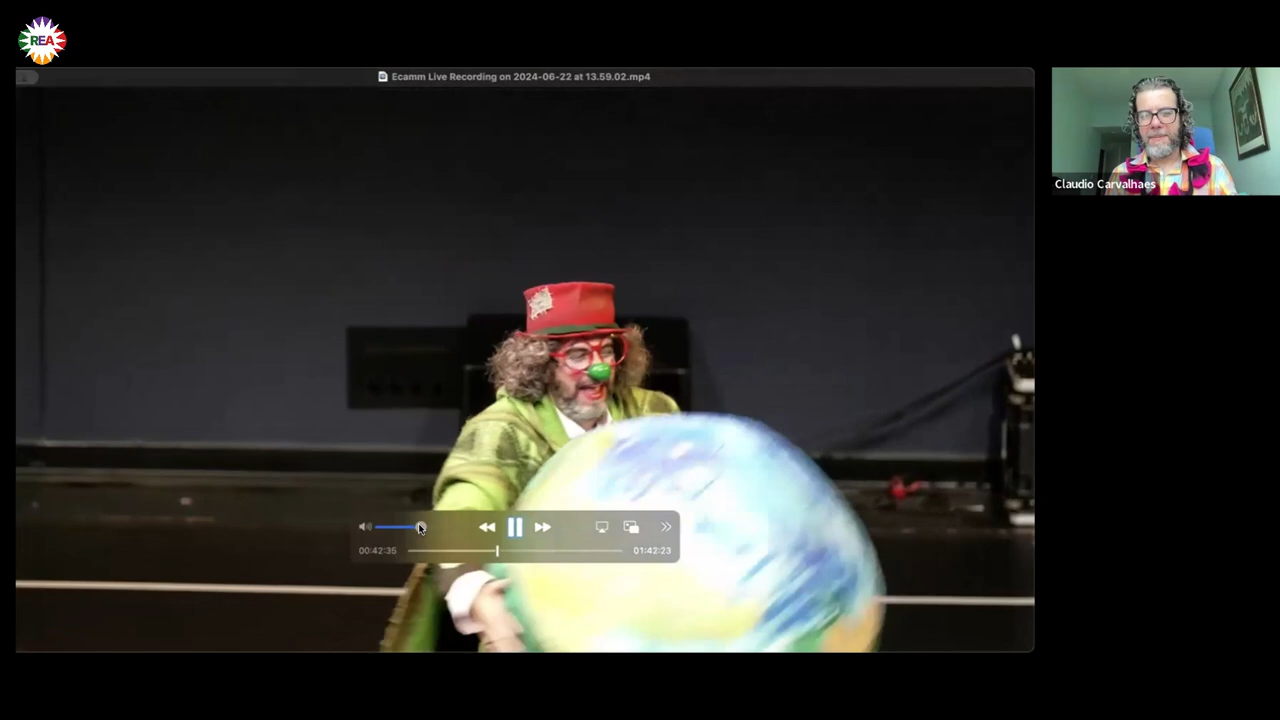 REA
Ecamm Live Recording on 2024-06-22 at 13.59.02.mp4
Claudio Carvalhaes
00:42:35
01:42:23